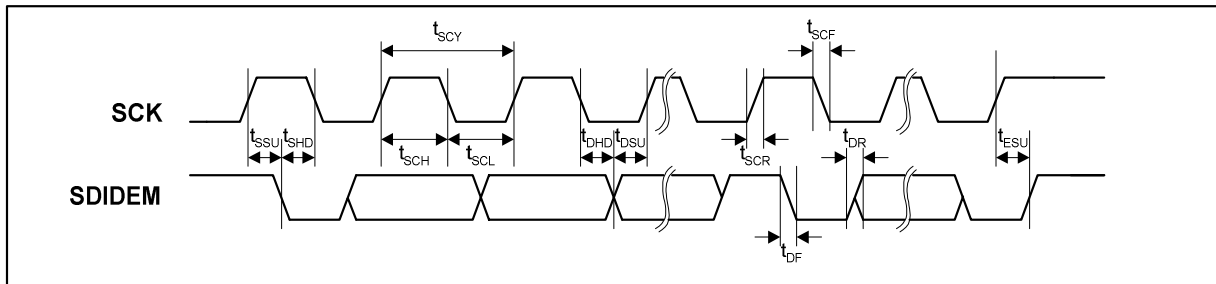 tSCY
tSCF
SCK
tSSU tSHD
tSCH tSCL
tDHD tDSU
tSCR
tDR
tESU
SDIDEM
tDF